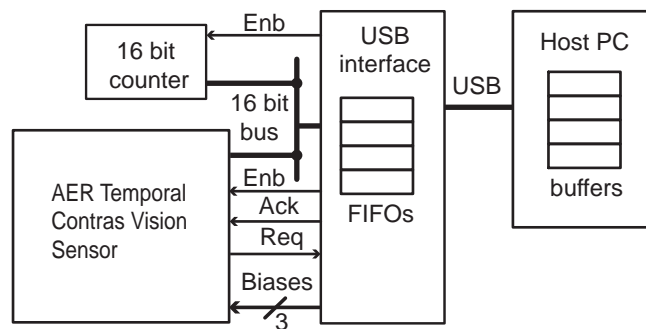 Enb
16 bit
counter
USB
interface
Host PC
16 bit
bus
USB
AER Temporal
Contras Vision
Sensor
Enb
Ack
Req
Biases
3
FIFOs
buffers